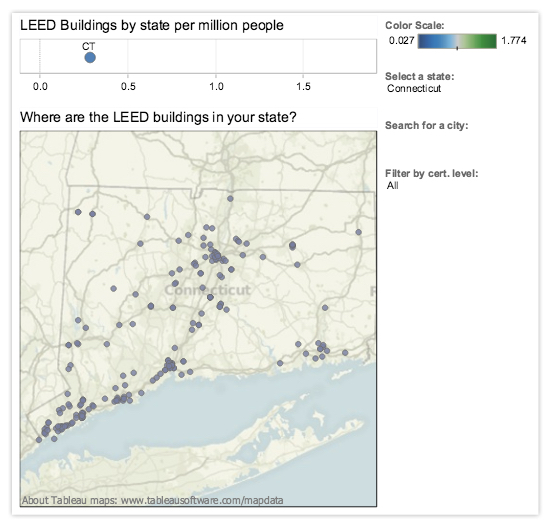 LEED Buildings by state per million people
CT
0.0 0.5 1.0 1.5
Where are the LEED buildings in your state?
Connecticut
About Tableau maps: www.tableausoftware.com/mapdata
Color Scale:
0.027 1.774
Select a state:
Connecticut
Search for a city:
Filter by cert. level:
All